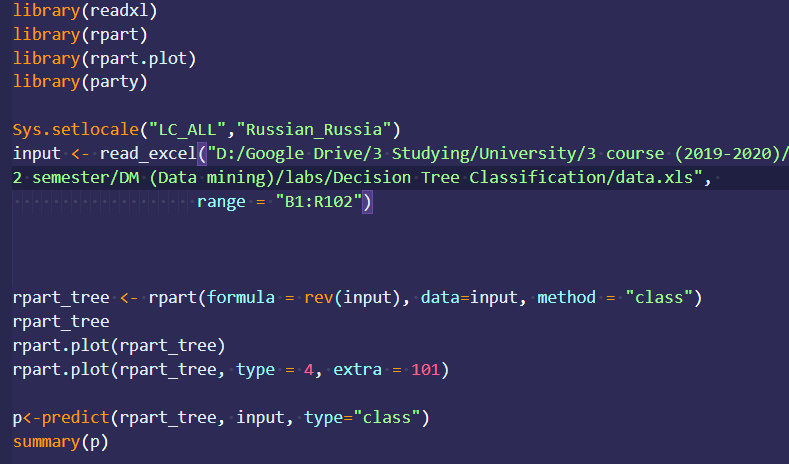 library(readxl)
library(rpart)
library(rpart.plot)
library(party)
Sys.setlocale("LC_ALL","Russian_Russia")
input <- read_excel("D:/Google Drive/3 Studying/University/3 course (2019-2020)/
2 semester/DM (Data mining)/labs/Decision Tree Classification/data.xls",
range = "B1:R102")
rpart_tree <- rpart(formula = rev(input), data=input, method = "class")
rpart_tree
rpart.plot(rpart_tree)
rpart.plot(rpart_tree, type = 4, extra = 101)
p<-predict(rpart_tree, input, type="class")
summary(p)